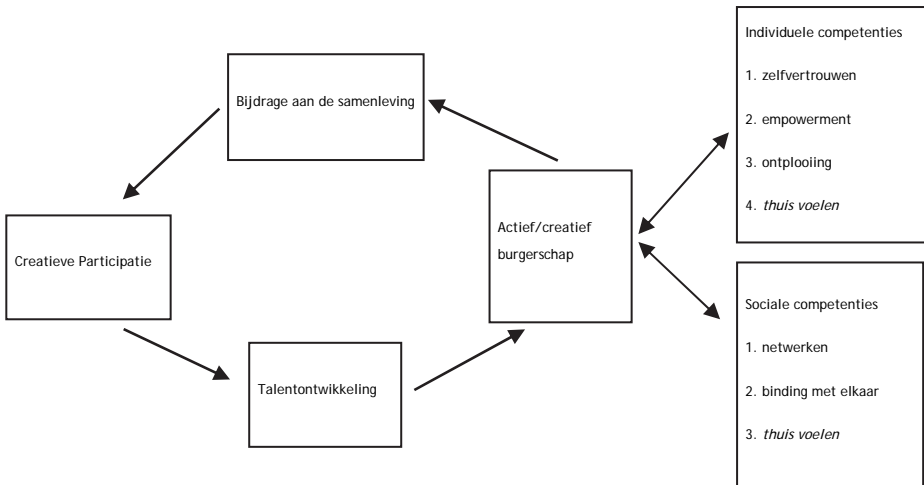 Bijdrage aan de samenleving
Creatieve Participatie
Talentontwikkeling
Actief/creatief
burgerschap
Individuele competenties
1. zelfvertrouwen
2. empowerment
3. ontplooiing
4. thuis voelen
Sociale competenties
1. netwerken
2. binding met elkaar
3. thuis voelen